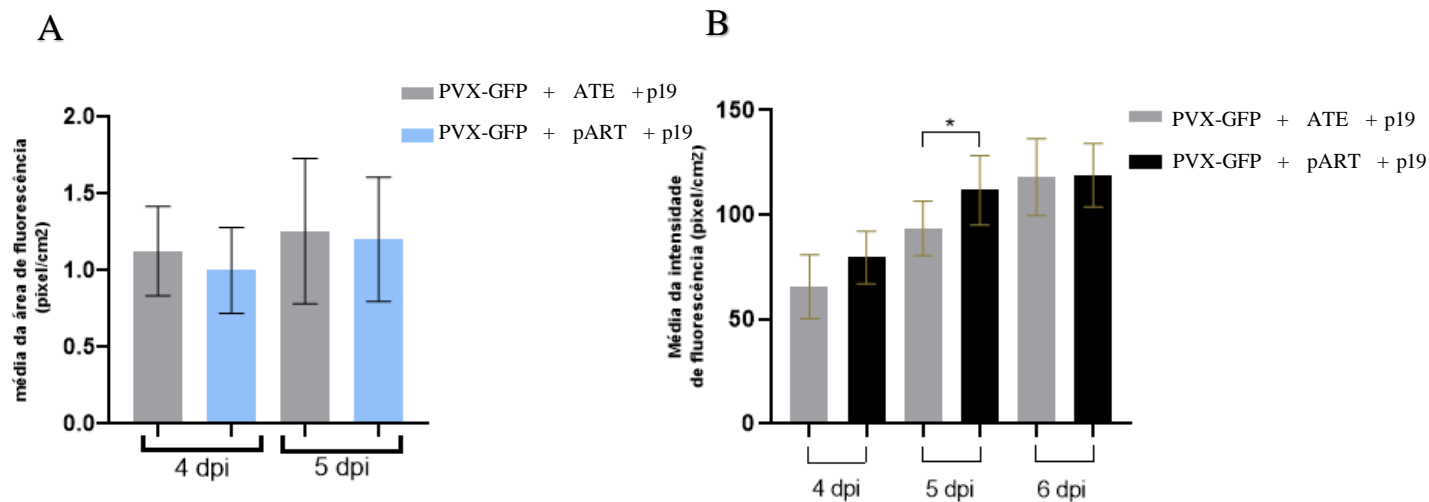 A
PVX-GFP + ATE +p19
PVX-GFP + pART + p19
média da área de fluorescência
(pixel/cm2)
2.0
1.5
1.0
0.5
0.0
4 dpi
5 dpi
B
PVX-GFP + ATE +p19
PVX-GFP + pART + p19
Média da intensidade
de fluorescência (pixel/cm2)
150
100
50
0
*
4 dpi
5 dpi
6 dpi